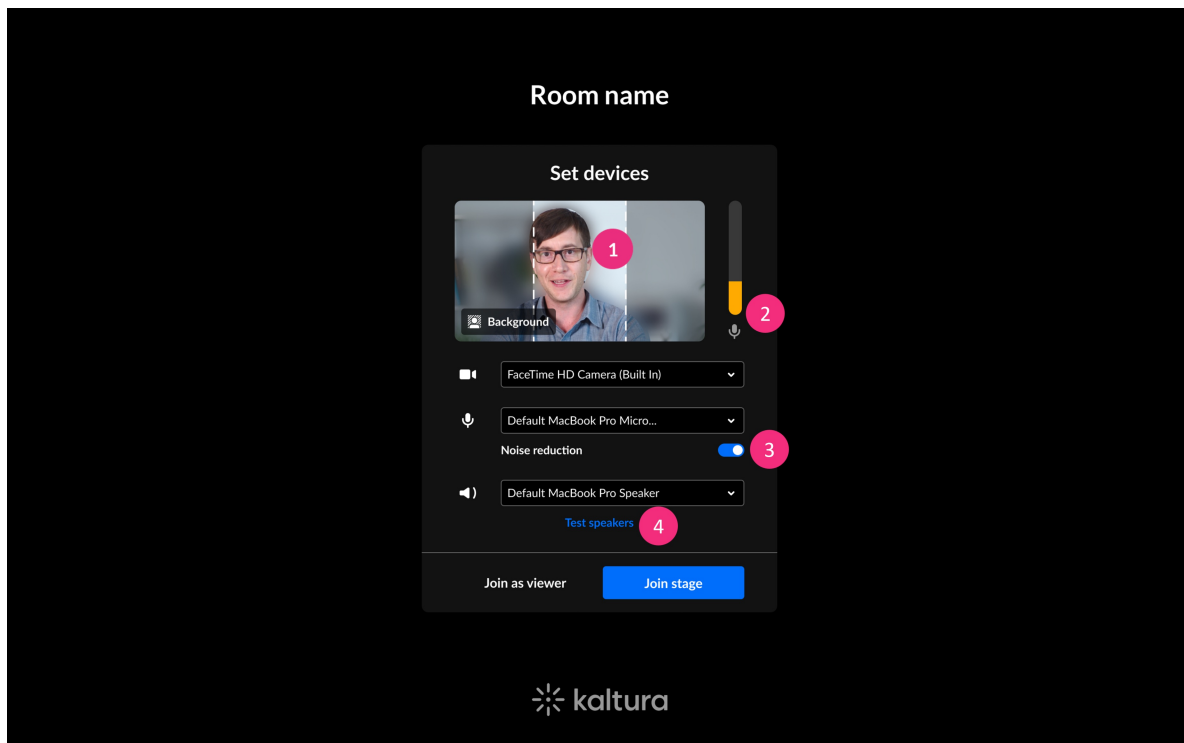 Room name
Set devices
1
2
Background
FaceTime HD Camera (Built In)
Default MacBook Pro Micro...
Noise reduction
3
Default MacBook Pro Speaker
Test speakers
4
Join as viewer
Join stage
kaltura